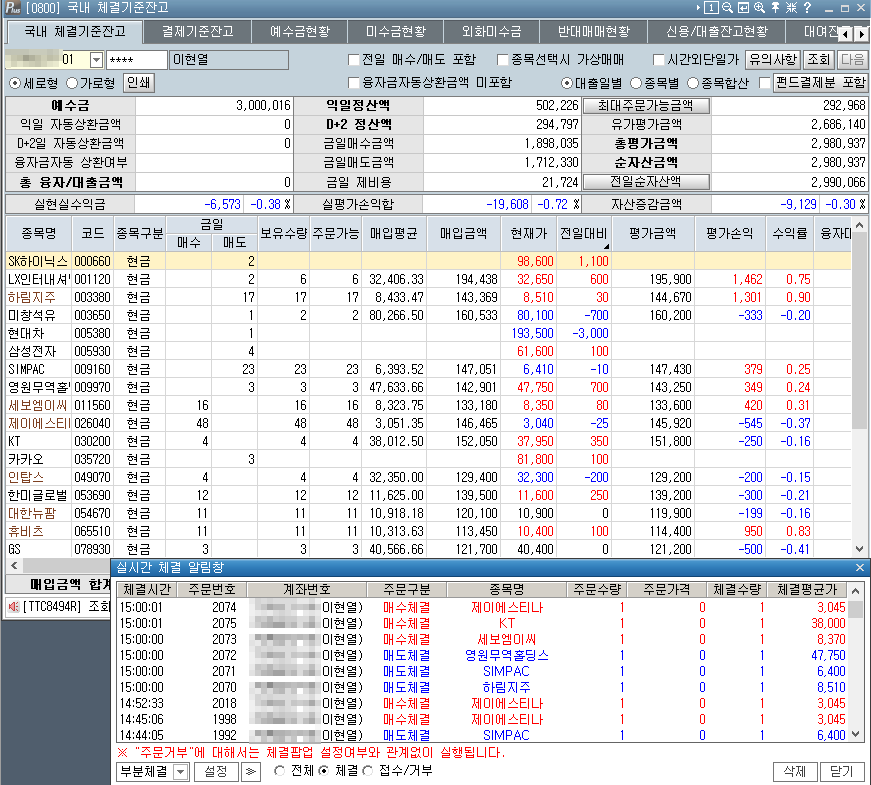 Plus [0800] 국내 체결기준잔고 1 ?
국내 체결기준잔고 결제기준잔고 예수금현황 미수금현황 외화미수금 반대매매현황 신용/대출잔고현황 대여진
01 **** 이현열 전일 매수/매도 포함 종목선택시 가상매매 시간외단일가 유의사항 조회 다음
세로형 가로형 인쇄 융자금자동상환금액 미포함 대출일별 종목별 종목합산 펀드결제분 포함
예수금 3,000,016 익일정산액 502,226 최대주문가능금액 292,968
익일 자동상환금액 0 D+2 정산액 294,797 유가평가금액 2,686,140
D+2일 자동상환금액 0 금일매수금액 1,898,035 총평가금액 2,980,937
융자금자동 상환여부 금일매도금액 1,712,330 순자산금액 2,980,937
총 융자/대출금액 0 금일 제비용 21,724 전일순자산액 2,990,066
실현실수익금 -6,573 -0.38 % 실평가손익합 -19,608 -0.72 % 자산증감금액 -9,129 -0.30 %
종목명 코드 종목구분 금일 매수 매도 보유수량 주문가능 매입평균 매입금액 현재가 전일대비 평가금액 평가손익 수익률 융자대
SK하이닉스 000660 현금 2 98,600 1,100
LX인터내셔 001120 현금 2 6 6 32,406.33 194,438 32,650 600 195,900 1,462 0.75
하림지주 003380 현금 17 17 17 8,433.47 143,369 8,510 30 144,670 1,301 0.90
미창석유 003650 현금 1 2 2 80,266.50 160,533 80,100 -700 160,200 -333 -0.20
현대차 005380 현금 1 193,500 -3,000
삼성전자 005930 현금 4 61,600 100
SIMPAC 009160 현금 23 23 23 6,393.52 147,051 6,410 -10 147,430 379 0.25
영원무역홀 009970 현금 3 3 3 47,633.66 142,901 47,750 700 143,250 349 0.24
세보엠이씨 011560 현금 16 16 16 8,323.75 133,180 8,350 80 133,600 420 0.31
제이에스티 026040 현금 48 48 48 3,051.35 146,465 3,040 -25 145,920 -545 -0.37
KT 030200 현금 4 4 4 38,012.50 152,050 37,950 350 151,800 -250 -0.16
카카오 035720 현금 3 81,800 100
인탑스 049070 현금 4 4 4 32,350.00 129,400 32,300 -200 129,200 -200 -0.15
한미글로벌 053690 현금 12 12 12 11,625.00 139,500 11,600 250 139,200 -300 -0.21
대한뉴팜 054670 현금 11 11 11 10,918.18 120,100 10,900 0 119,900 -199 -0.16
휴비츠 065510 현금 11 11 11 10,313.63 113,450 10,400 100 114,400 950 0.83
GS 078930 현금 3 3 3 40,566.66 121,700 40,400 0 121,200 -500 -0.41
매입금액 합계
[TTC8494R] 조회
실시간 체결 알림창
체결시간 주문번호 계좌번호 주문구분 종목명 주문수량 주문가격 체결수량 체결평균가
15:00:01 2074 이현열) 매수체결 제이에스티나 1 0 1 3,045
15:00:01 2075 이현열) 매수체결 KT 1 0 1 38,000
15:00:00 2073 이현열) 매수체결 세보엠이씨 1 0 1 8,370
15:00:00 2072 이현열) 매도체결 영원무역홀딩스 1 0 1 47,750
15:00:00 2071 이현열) 매도체결 SIMPAC 1 0 1 6,400
15:00:00 2070 이현열) 매도체결 하림지주 1 0 1 8,510
14:52:33 2018 이현열) 매수체결 제이에스티나 1 0 1 3,045
14:45:06 1998 이현열) 매수체결 제이에스티나 1 0 1 3,045
14:44:05 1992 이현열) 매도체결 SIMPAC 1 0 1 6,400
※ "주문거부"에 대해서는 체결팝업 설정여부와 관계없이 실행됩니다.
부분체결 설정 ≫ 전체 체결 접수/거부 삭제 닫기